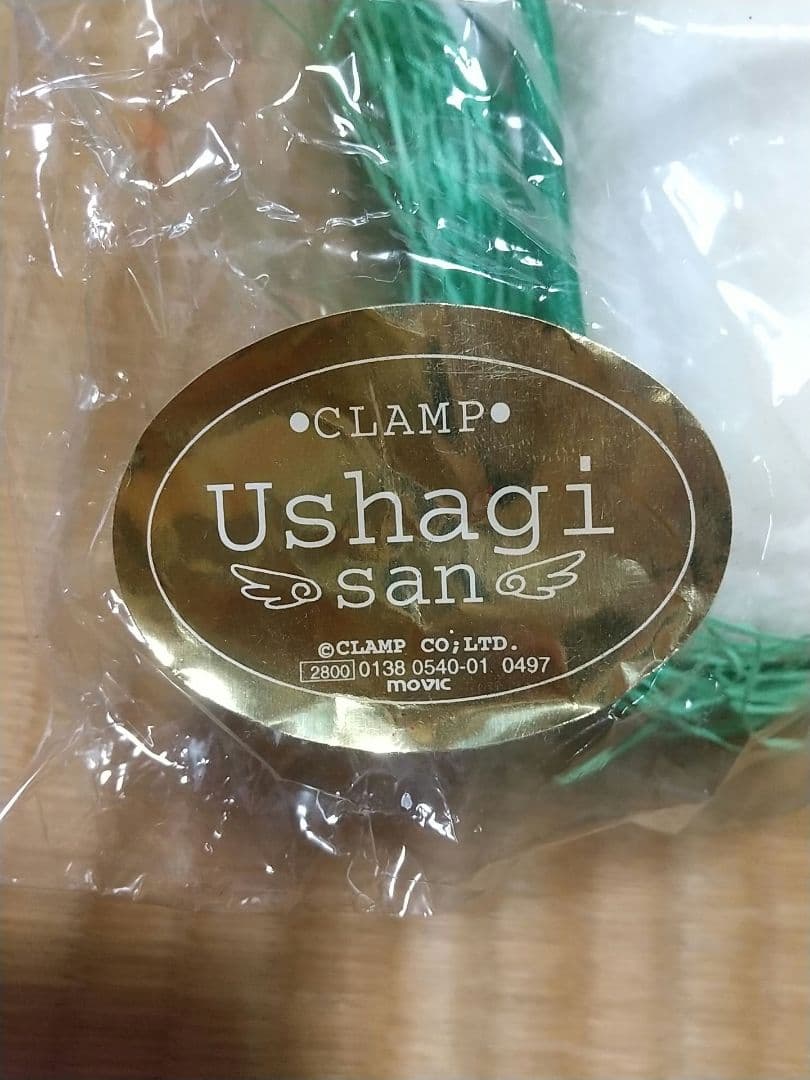 •CLAMP•
Ushagi
san
©CLAMP CO;LTD.
2800 0138 0540-01 0497
movic